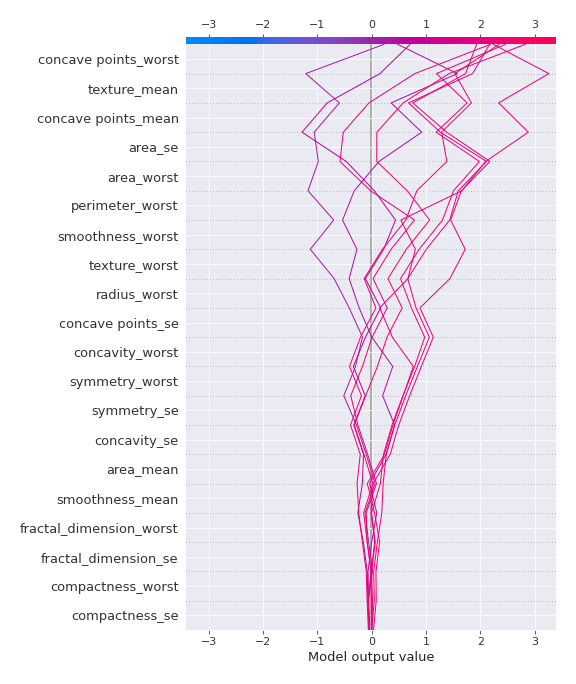 −3 −2 −1 0 1 2 3
concave points_worst
texture_mean
concave points_mean
area_se
area_worst
perimeter_worst
smoothness_worst
texture_worst
radius_worst
concave points_se
concavity_worst
symmetry_worst
symmetry_se
concavity_se
area_mean
smoothness_mean
fractal_dimension_worst
fractal_dimension_se
compactness_worst
compactness_se
−3 −2 −1 0 1 2 3
Model output value